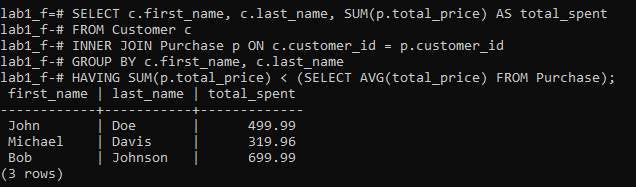 lab1_f=# SELECT c.first_name, c.last_name, SUM(p.total_price) AS total_spent
lab1_f-# FROM Customer c
lab1_f-# INNER JOIN Purchase p ON c.customer_id = p.customer_id
lab1_f-# GROUP BY c.first_name, c.last_name
lab1_f-# HAVING SUM(p.total_price) < (SELECT AVG(total_price) FROM Purchase);
 first_name | last_name | total_spent
------------+-----------+-------------
 John       | Doe       |      499.99
 Michael    | Davis     |      319.96
 Bob        | Johnson   |      699.99
(3 rows)